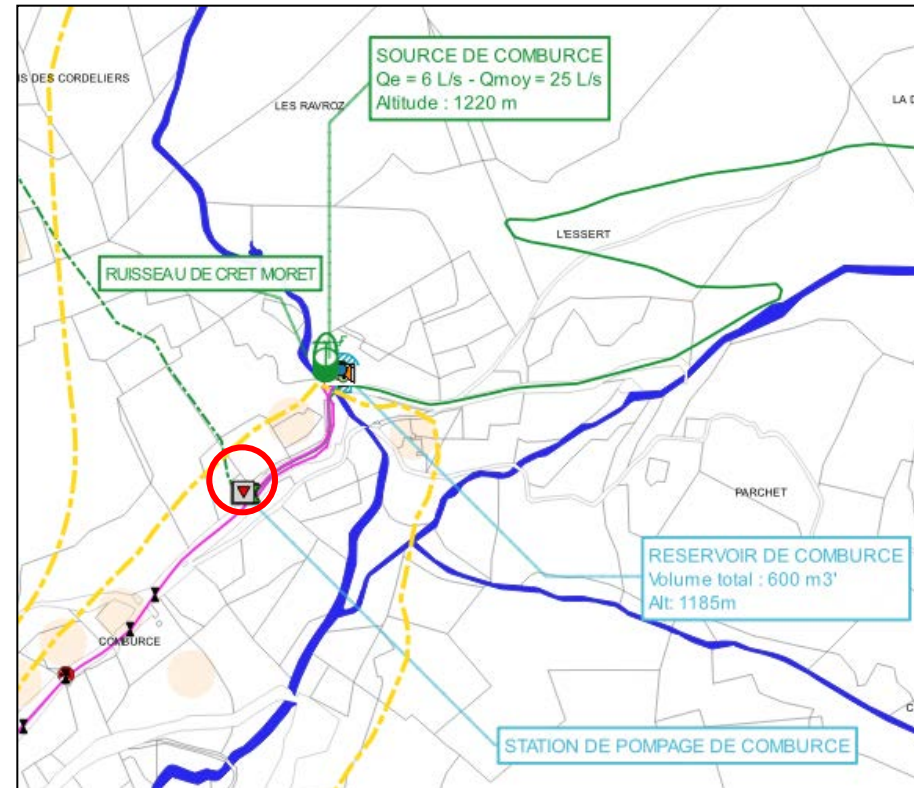 SOURCE DE COMBURCE
Qe = 6 L/s - Qmoy = 25 L/s
Altitude : 1220 m
IS DES CORDELIERS
LES RAVROZ
LA D
L'ESSERT
RUISSEAU DE CRET MORET
PARCHET
RESERVOIR DE COMBURCE
Volume total : 600 m3'
Alt: 1185m
COMBURCE
C
STATION DE POMPAGE DE COMBURCE